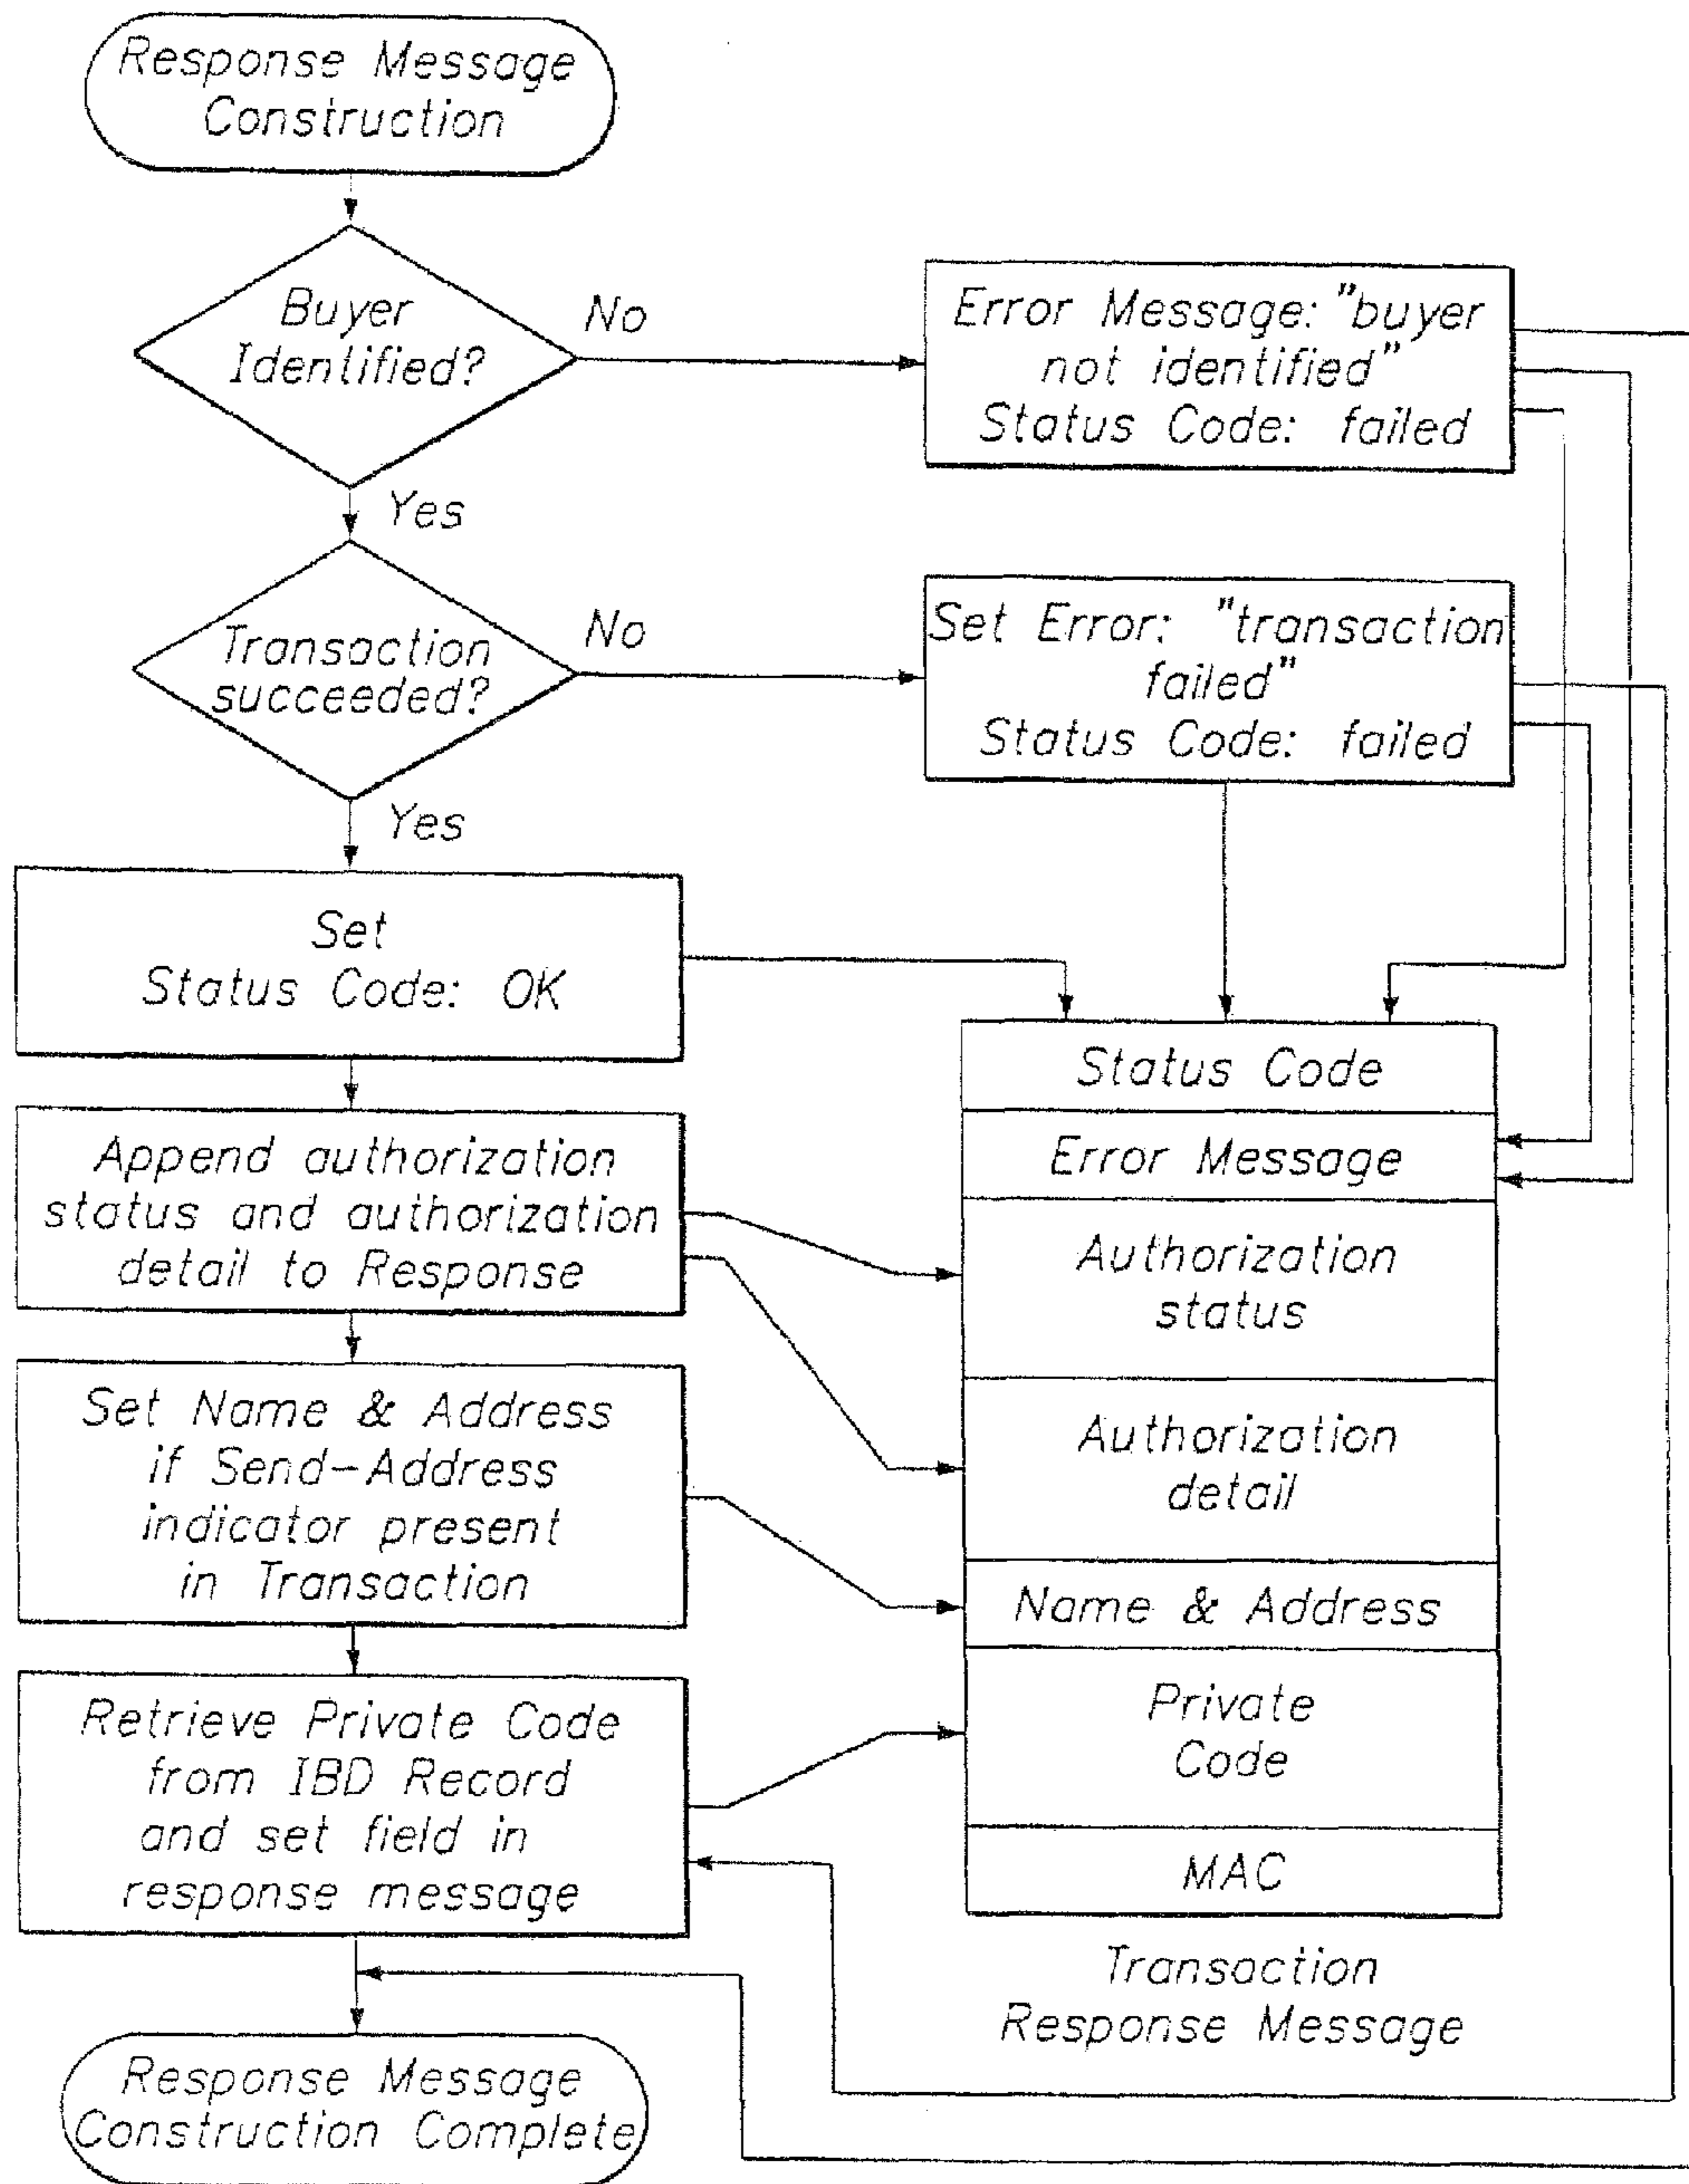 Response Message
Construction
Buyer
Identified?
No
Error Message: "buyer
not identified"
Status Code: failed
Yes
Transaction
succeeded?
No
Set Error: "transaction
failed"
Status Code: failed
Yes
Set
Status Code: OK
Status Code
Error Message
Append authorization
status and authorization
detail to Response
Authorization
status
Set Name & Address
if Send-Address
indicator present
in Transaction
Authorization
detail
Name & Address
Retrieve Private Code
from IBD Record
and set field in
response message
Private
Code
MAC
Transaction
Response Message
Response Message
Construction Complete